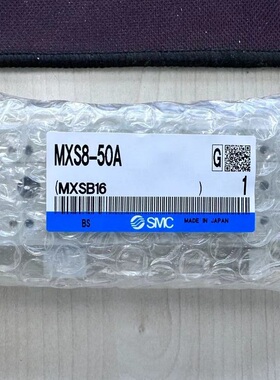 MXS8-50A
G
(MXSB16 )
1
BS
SMC
MADE IN JAPAN